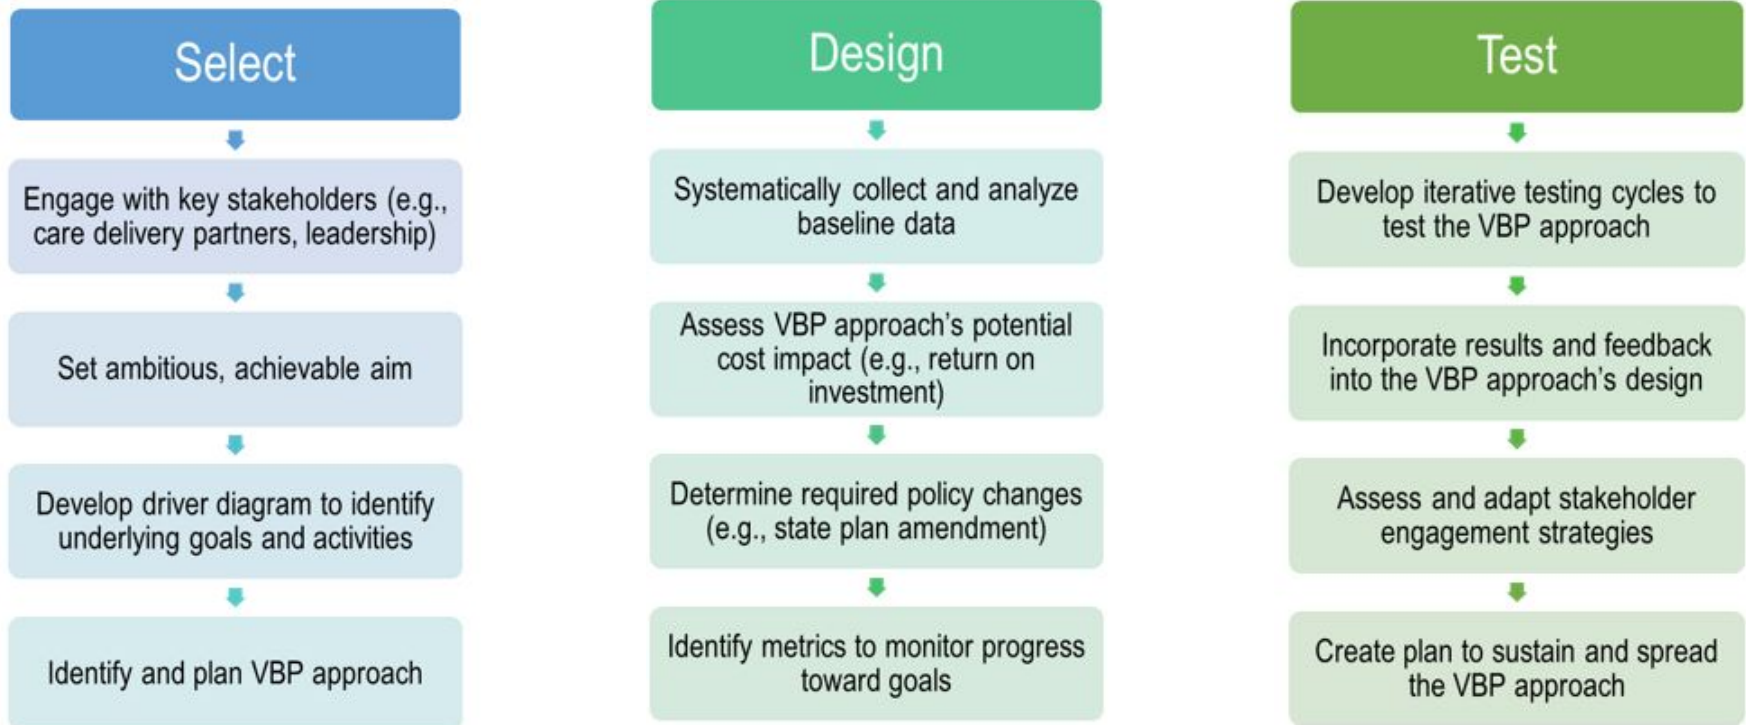 Select
Engage with key stakeholders (e.g.,
care delivery partners, leadership)
Set ambitious, achievable aim
Develop driver diagram to identify
underlying goals and activities
Identify and plan VBP approach
Design
Systematically collect and analyze
baseline data
Assess VBP approach’s potential
cost impact (e.g., return on
investment)
Determine required policy changes
(e.g., state plan amendment)
Identify metrics to monitor progress
toward goals
Test
Develop iterative testing cycles to
test the VBP approach
Incorporate results and feedback
into the VBP approach’s design
Assess and adapt stakeholder
engagement strategies
Create plan to sustain and spread
the VBP approach